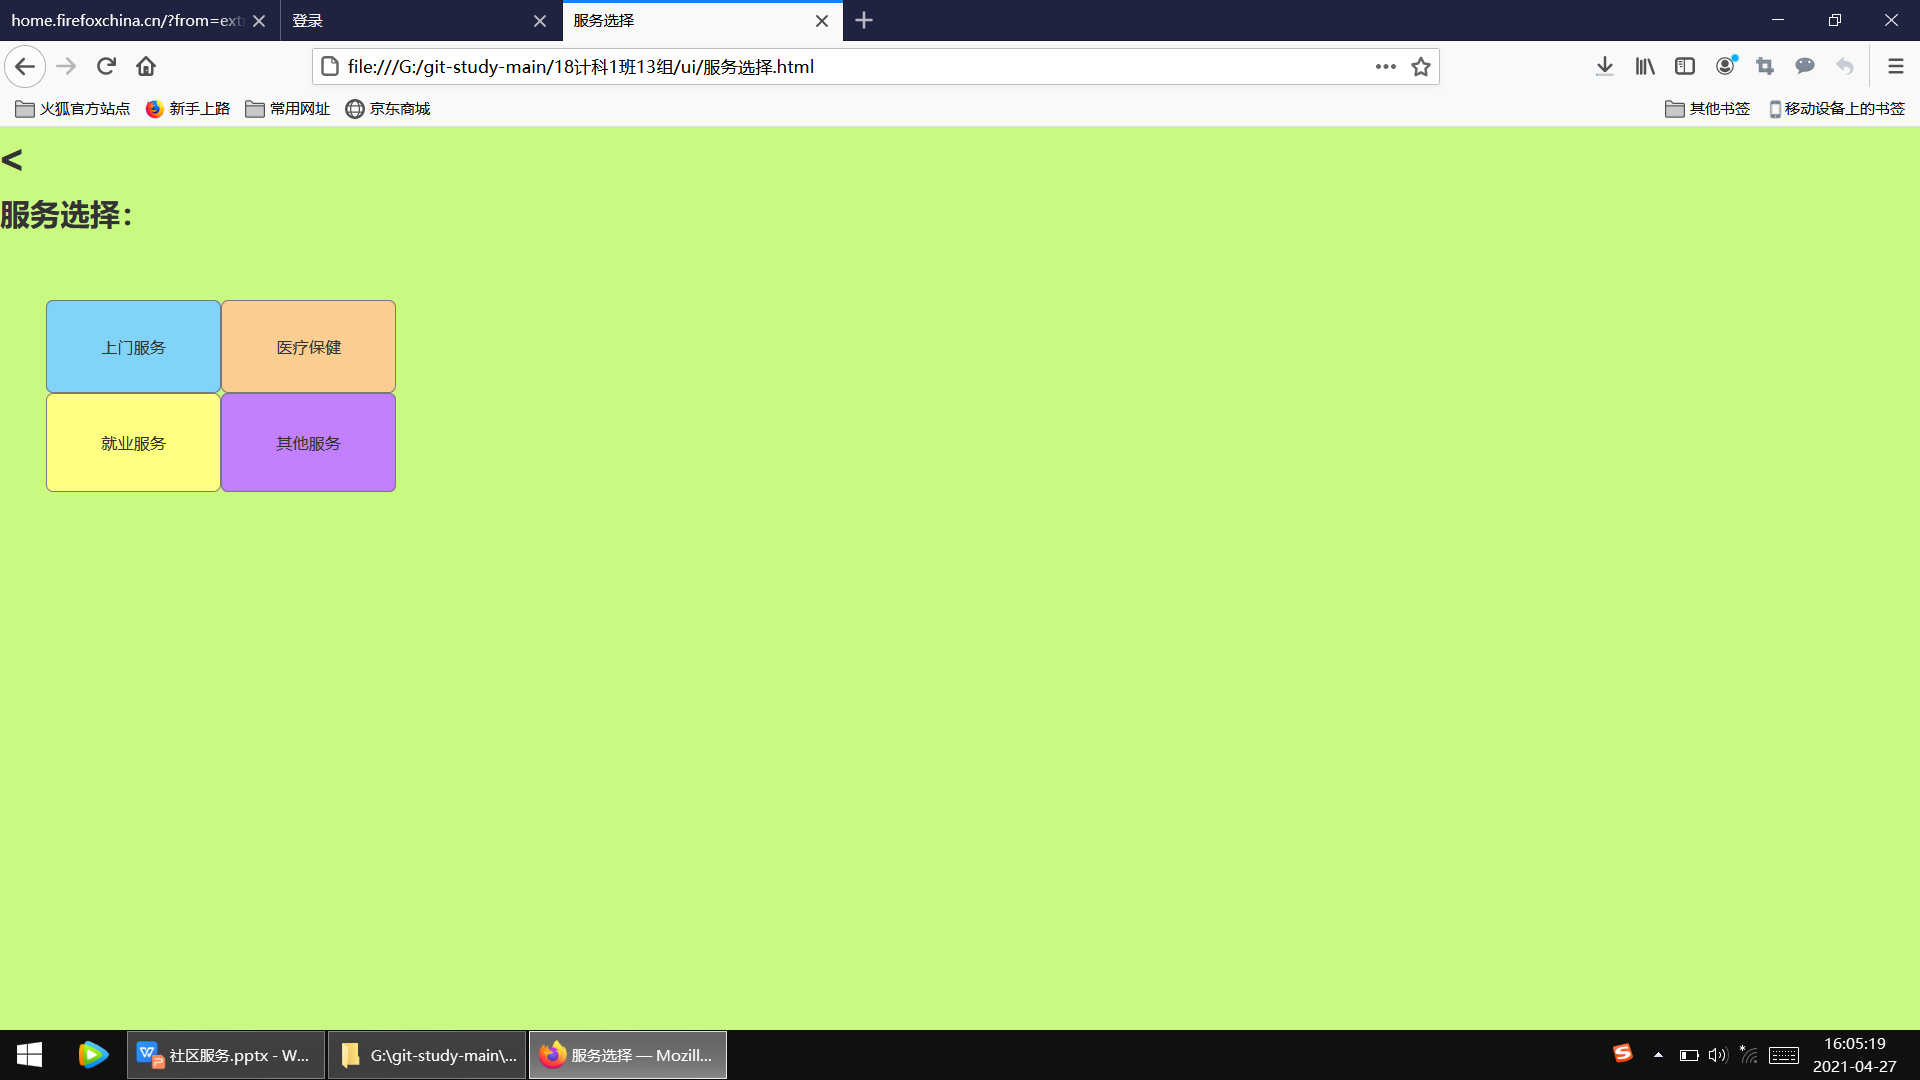 home.firefoxchina.cn/?from=extr
登录
服务选择
file:///G:/git-study-main/18计科1班13组/ui/服务选择.html
火狐官方站点
新手上路
常用网址
京东商城
其他书签
移动设备上的书签
<
服务选择：
上门服务
医疗保健
就业服务
其他服务
社区服务.pptx - W...
G:\git-study-main\...
服务选择 — Mozill...
16:05:19
2021-04-27